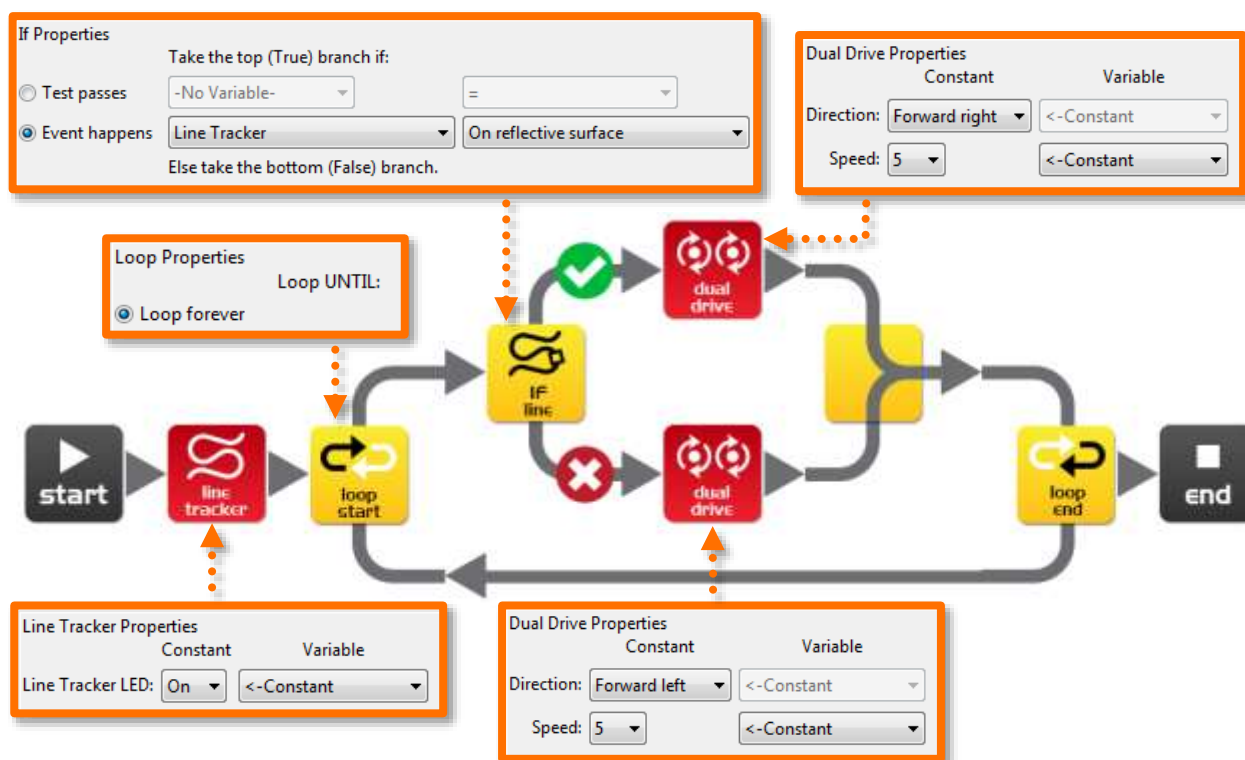 If Properties
Take the top (True) branch if:
Test passes -No Variable- =
Event happens Line Tracker On reflective surface
Else take the bottom (False) branch.
Dual Drive Properties
Constant Variable
Direction: Forward right <-Constant
Speed: 5 <-Constant
Loop Properties
Loop UNTIL:
Loop forever
dual
drive
IF
line
start
line
tracker
loop
start
dual
drive
loop
end
end
Line Tracker Properties
Constant Variable
Line Tracker LED: On <-Constant
Dual Drive Properties
Constant Variable
Direction: Forward left <-Constant
Speed: 5 <-Constant